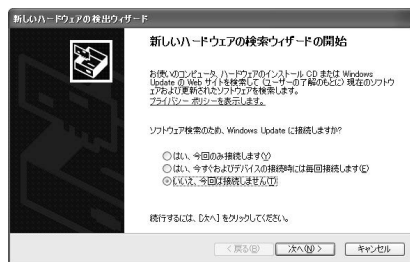 新しいハードウェアの検出ウィザード
新しいハードウェアの検索ウィザードの開始
お使いのコンピュータ、ハードウェアのインストール CD または Windows
Update の Web サイトを検索して (ユーザーの了解のもとに) 現在のソフトウ
ェアおよび更新されたソフトウェアを検索します。
プライバシー ポリシーを表示します。
ソフトウェア検索のため、Windows Update に接続しますか?
はい、今回のみ接続します(Y)
はい、今すぐおよびデバイスの接続時には毎回接続します(E)
いいえ、今回は接続しません(T)
続行するには、[次へ] をクリックしてください。
< 戻る(B) 次へ(N) > キャンセル